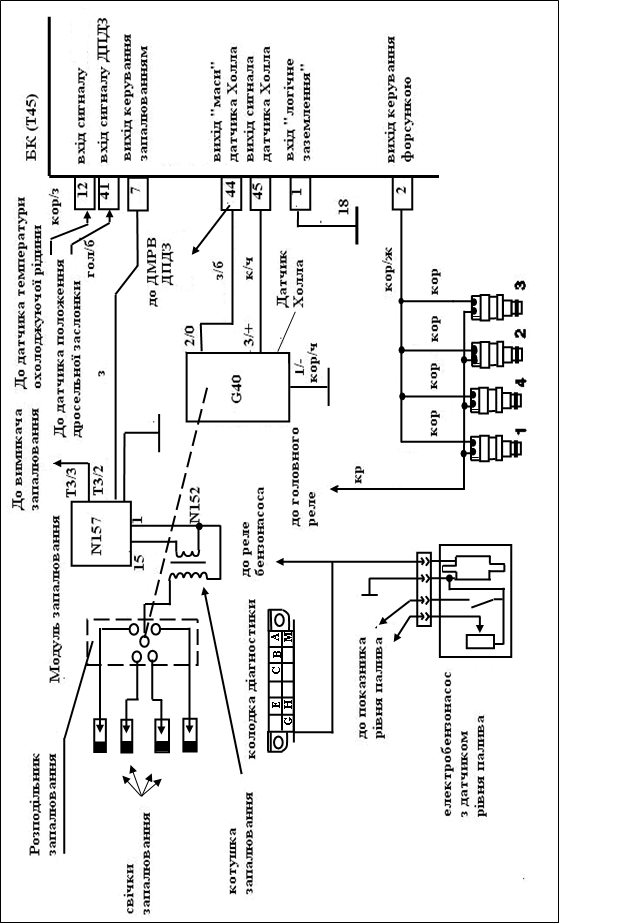 БК (Т45)
12
вхід сигналу
41
вхід сигналу ДПДЗ
7
вихід керування
запалюванням
44
вихід "маси"
датчика Холла
45
вихід сигнала
датчика Холла
1
вхід "логічне
заземлення"
2
вихід керування
форсункою
кор/з
гол/б
До датчика температури
охолоджуючої рідини
До датчика положення
дросельної заслонки
з
до ДМРВ
ДПДЗ
з/б
к/ч
18
кор/ж
До вимикача
запалювання
Т3/3
Т3/2
N157
1
15
Модуль запалювання
2/0
3/+
1/-
кор/ч
G40
Датчик
Холла
N152
кор
кор
кор
кор
1
4
2
3
кр
до головного
реле
до реле
бензонасоса
колодка діагностики
G
H
E
C
B
A
M
Розподільник
запалювання
свічки
запалювання
котушка
запалювання
до показника
рівня палива
електробензонасос
з датчиком
рівня палива